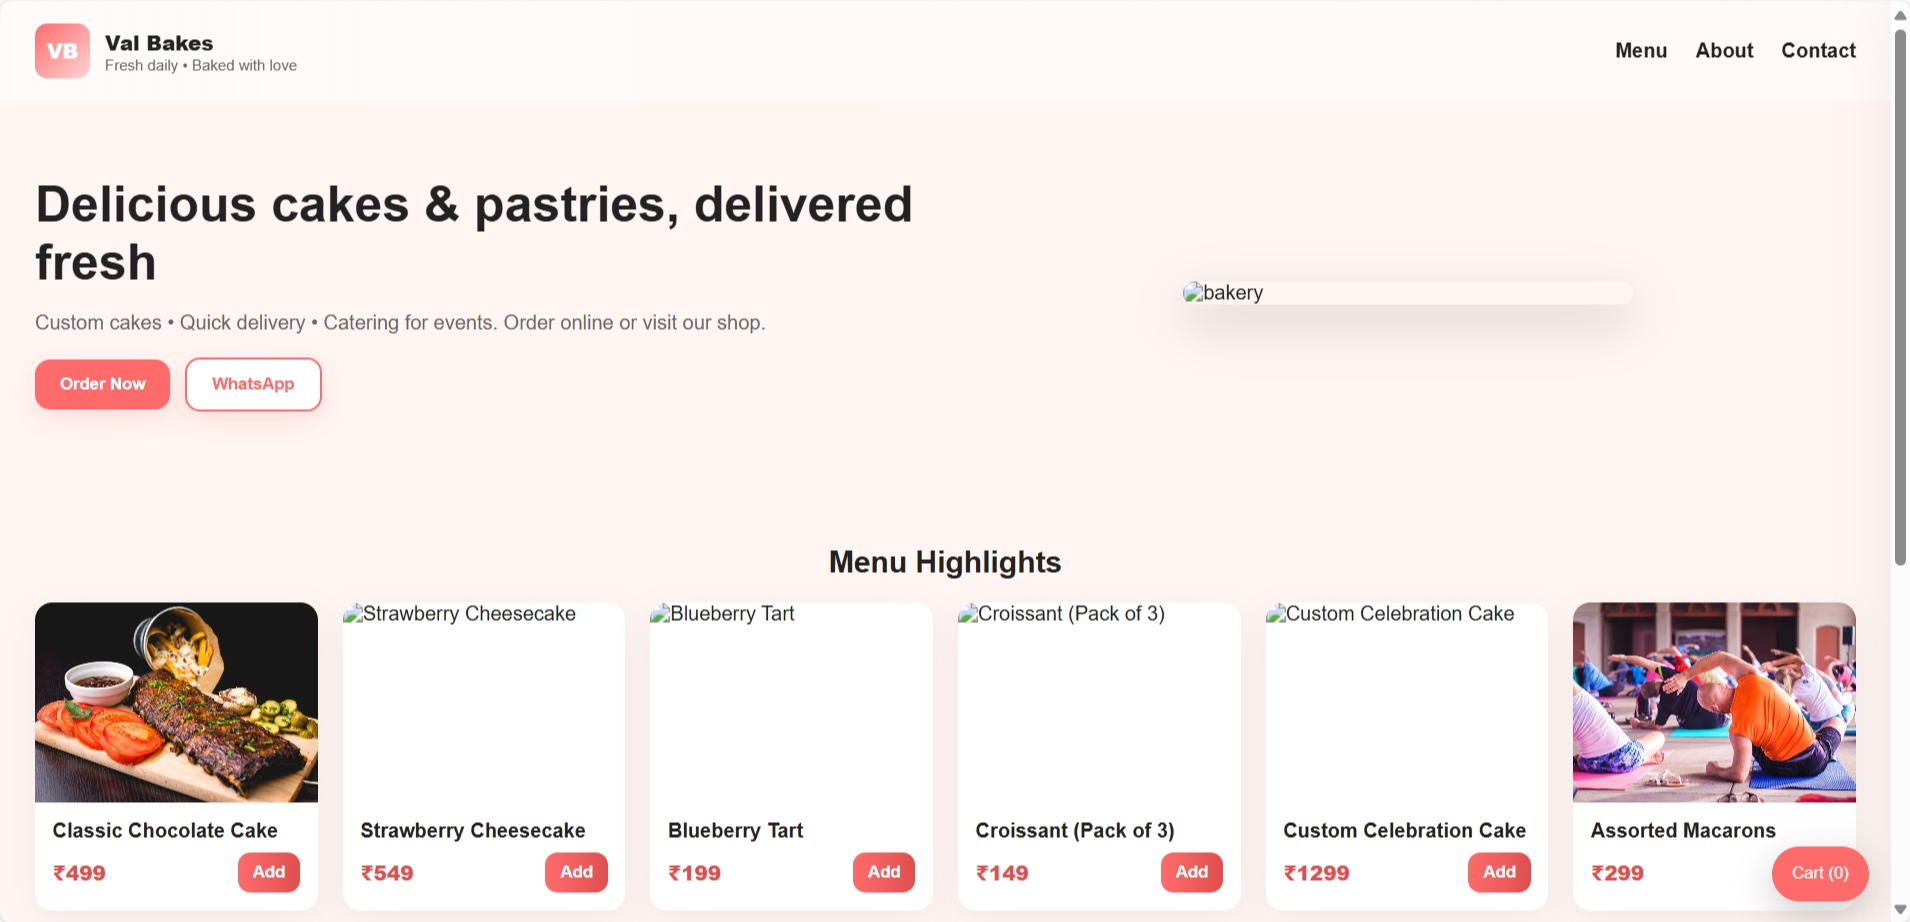 VB
Val Bakes
Fresh daily • Baked with love
Menu
About
Contact
Delicious cakes & pastries, delivered
fresh
Custom cakes • Quick delivery • Catering for events. Order online or visit our shop.
Order Now
WhatsApp
bakery
Menu Highlights
Strawberry Cheesecake
Blueberry Tart
Croissant (Pack of 3)
Custom Celebration Cake
Classic Chocolate Cake
₹499
Add
Strawberry Cheesecake
₹549
Add
Blueberry Tart
₹199
Add
Croissant (Pack of 3)
₹149
Add
Custom Celebration Cake
₹1299
Add
Assorted Macarons
₹299
Cart (0)